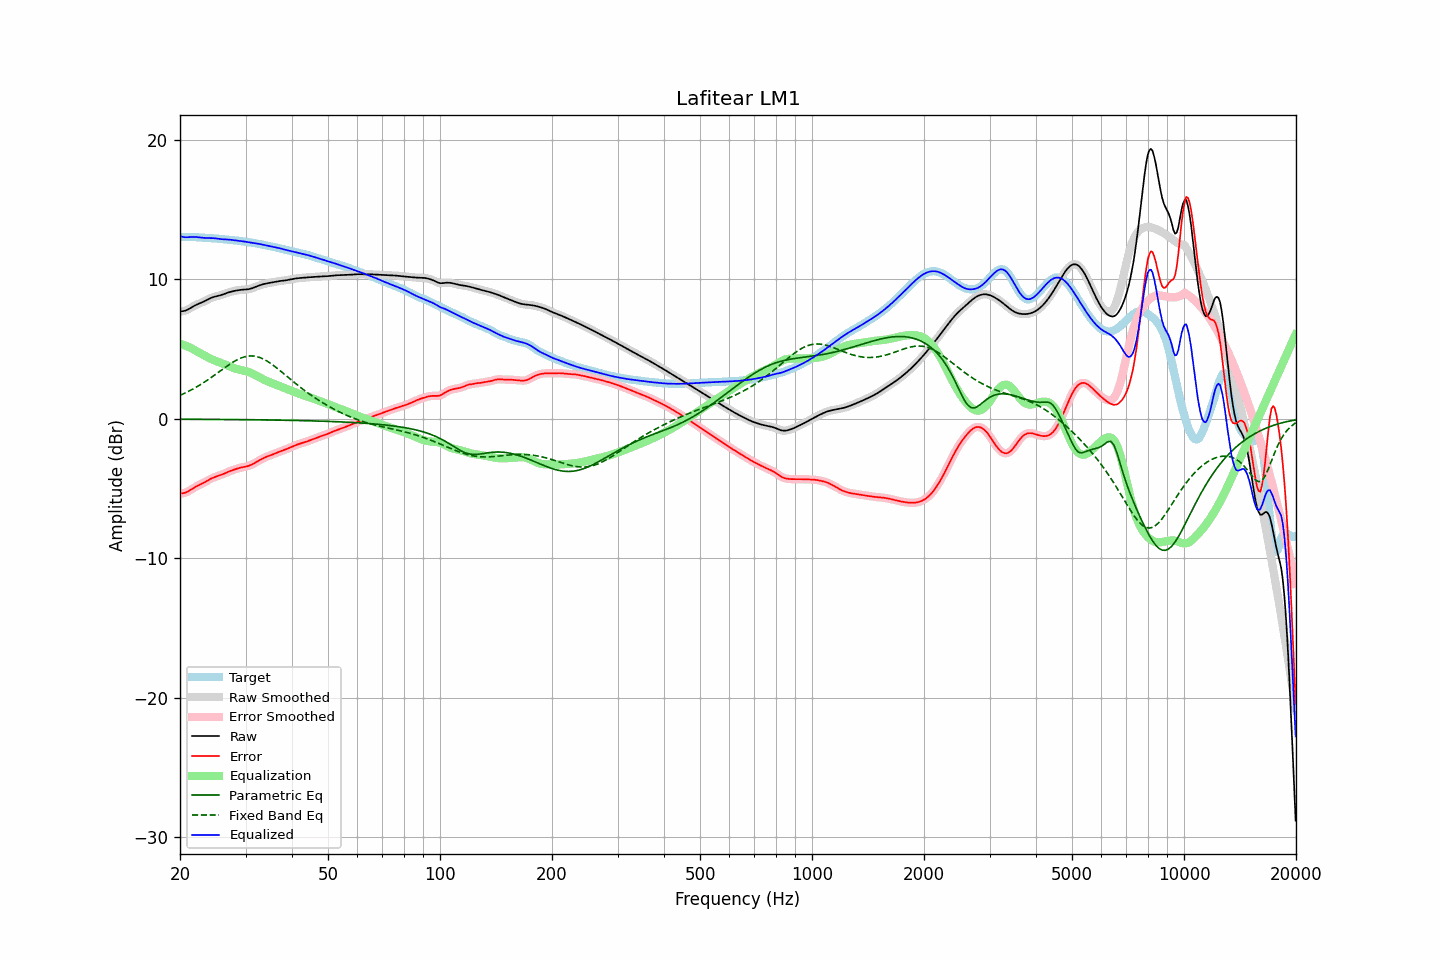 Lafitear LM1
20
10
0
−10
−20
−30
Amplitude (dBr)
Target
Raw Smoothed
Error Smoothed
Raw
Error
Equalization
Parametric Eq
Fixed Band Eq
Equalized
20 50 100 200 500 1000 2000 5000 10000 20000
Frequency (Hz)